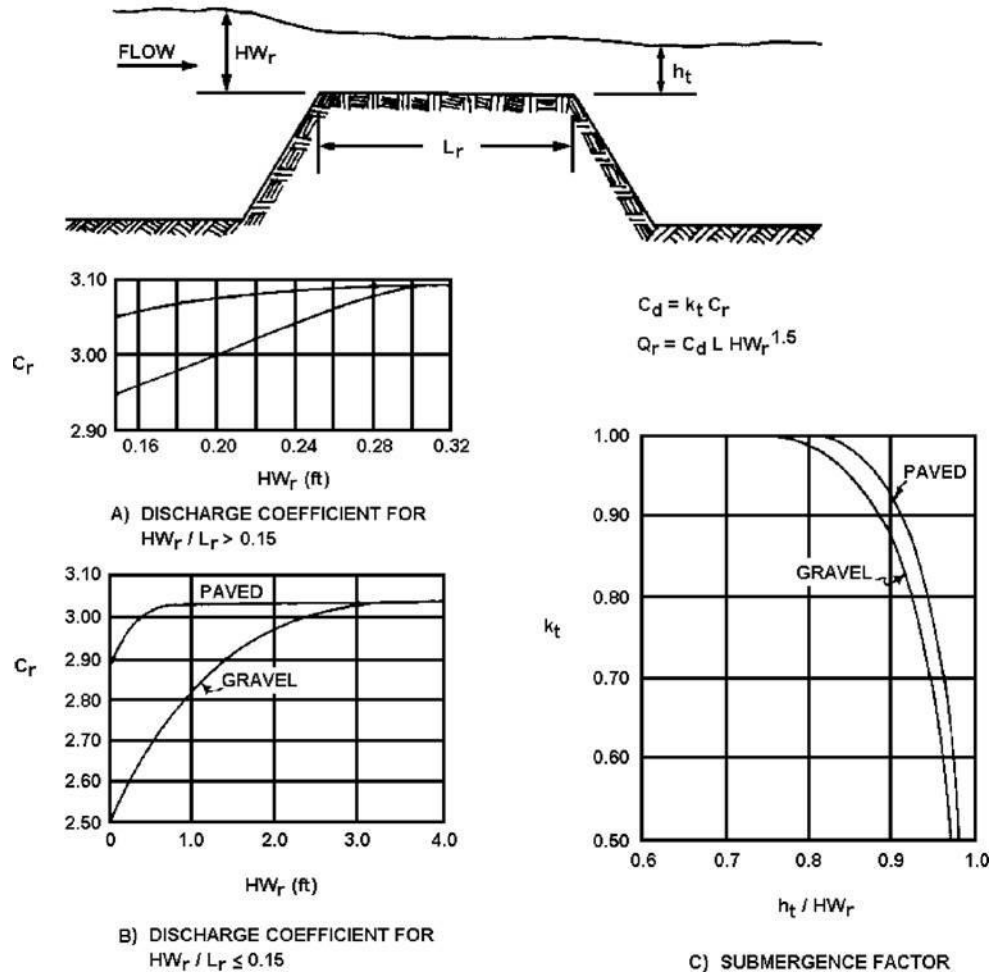 FLOW
HWr
ht
Lr
3.10
3.00
2.90
Cr
0.16 0.20 0.24 0.28 0.32
HWr (ft)
A) DISCHARGE COEFFICIENT FOR
HWr / Lr > 0.15
Cd = kt Cr
Qr = Cd L HWr^1.5
3.10
3.00
2.90
2.80
2.70
2.60
2.50
Cr
PAVED
GRAVEL
0 1.0 2.0 3.0 4.0
HWr (ft)
B) DISCHARGE COEFFICIENT FOR
HWr / Lr ≤ 0.15
1.00
0.90
0.80
0.70
0.60
0.50
kt
PAVED
GRAVEL
0.6 0.7 0.8 0.9 1.0
ht / HWr
C) SUBMERGENCE FACTOR